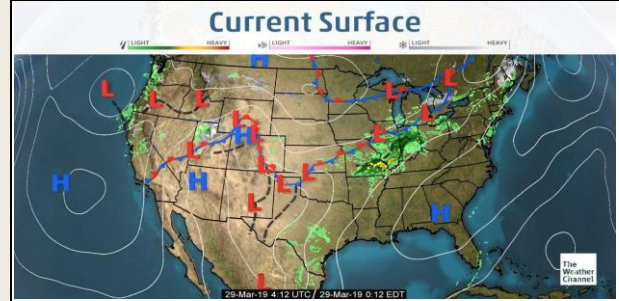 Current Surface
LIGHT HEAVY LIGHT HEAVY LIGHT HEAVY
H
L L L L L
L L L
L H L
L L
H H L L
L H
L
The
Weather
Channel
29-Mar-19 4:12 UTC / 29-Mar-19 0:12 EDT